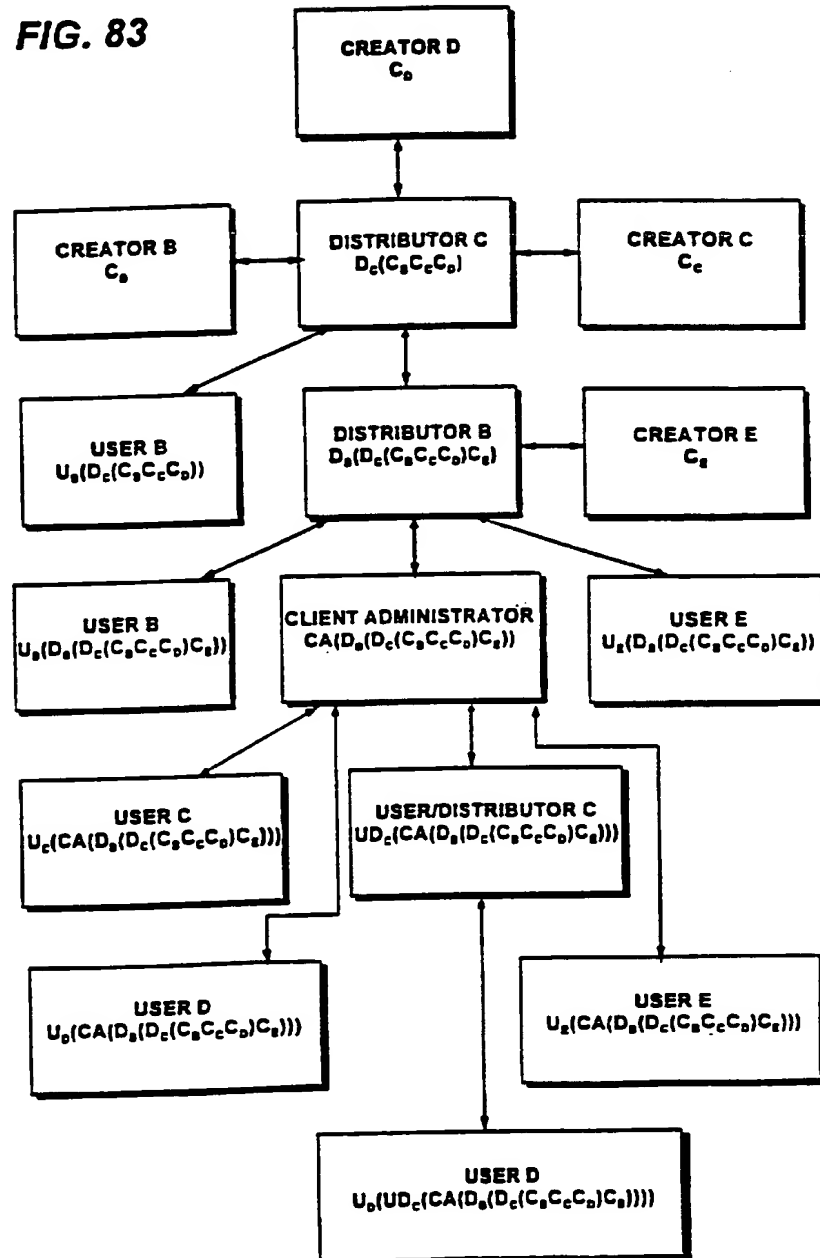 FIG. 83
CREATOR D
C_D
CREATOR B
C_B
DISTRIBUTOR C
D_C(C_BC_CC_D)
CREATOR C
C_C
USER B
U_B(D_C(C_BC_CC_D))
DISTRIBUTOR B
D_B(D_C(C_BC_CC_D)C_E)
CREATOR E
C_E
USER B
U_B(D_B(D_C(C_BC_CC_D)C_E))
CLIENT ADMINISTRATOR
CA(D_B(D_C(C_BC_CC_D)C_E))
USER E
U_E(D_B(D_C(C_BC_CC_D)C_E))
USER C
U_C(CA(D_B(D_C(C_BC_CC_D)C_E)))
USER/DISTRIBUTOR C
UD_C(CA(D_B(D_C(C_BC_CC_D)C_E)))
USER D
U_D(CA(D_B(D_C(C_BC_CC_D)C_E)))
USER E
U_E(CA(D_B(D_C(C_BC_CC_D)C_E)))
USER D
U_D(UD_C(CA(D_B(D_C(C_BC_CC_D)C_E))))